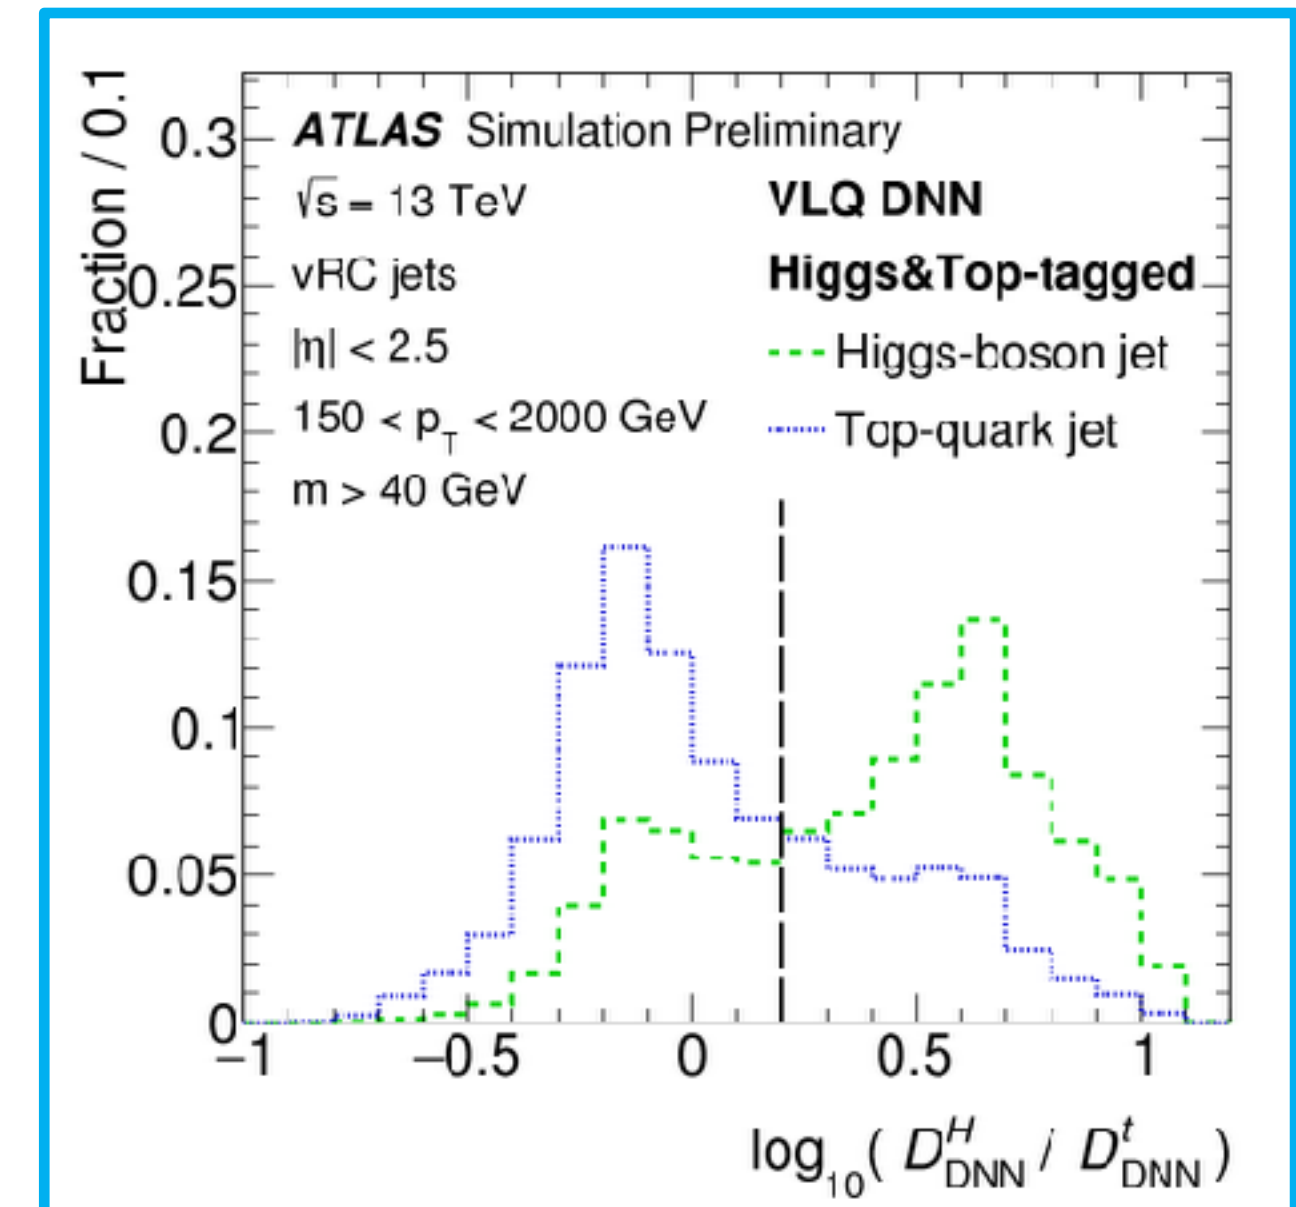 Fraction / 0.1
ATLAS Simulation Preliminary
√s = 13 TeV
vRC jets
|η| < 2.5
150 < p_T < 2000 GeV
m > 40 GeV
VLQ DNN
Higgs&Top-tagged
Higgs-boson jet
Top-quark jet
0.3
0.25
0.2
0.15
0.1
0.05
0
−1 −0.5 0 0.5 1
log_10( D^H_DNN / D^t_DNN )